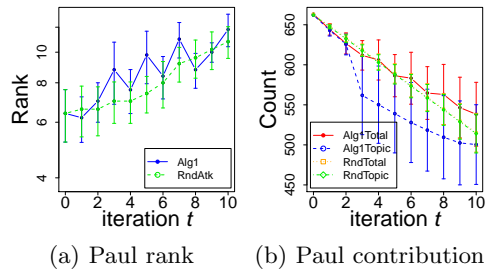 Rank
10
8
6
4
Alg1
RndAtk
0 2 4 6 8 10
iteration t
(a) Paul rank
Count
650
600
550
500
450
Alg1Total
Alg1Topic
RndTotal
RndTopic
0 2 4 6 8 10
iteration t
(b) Paul contribution